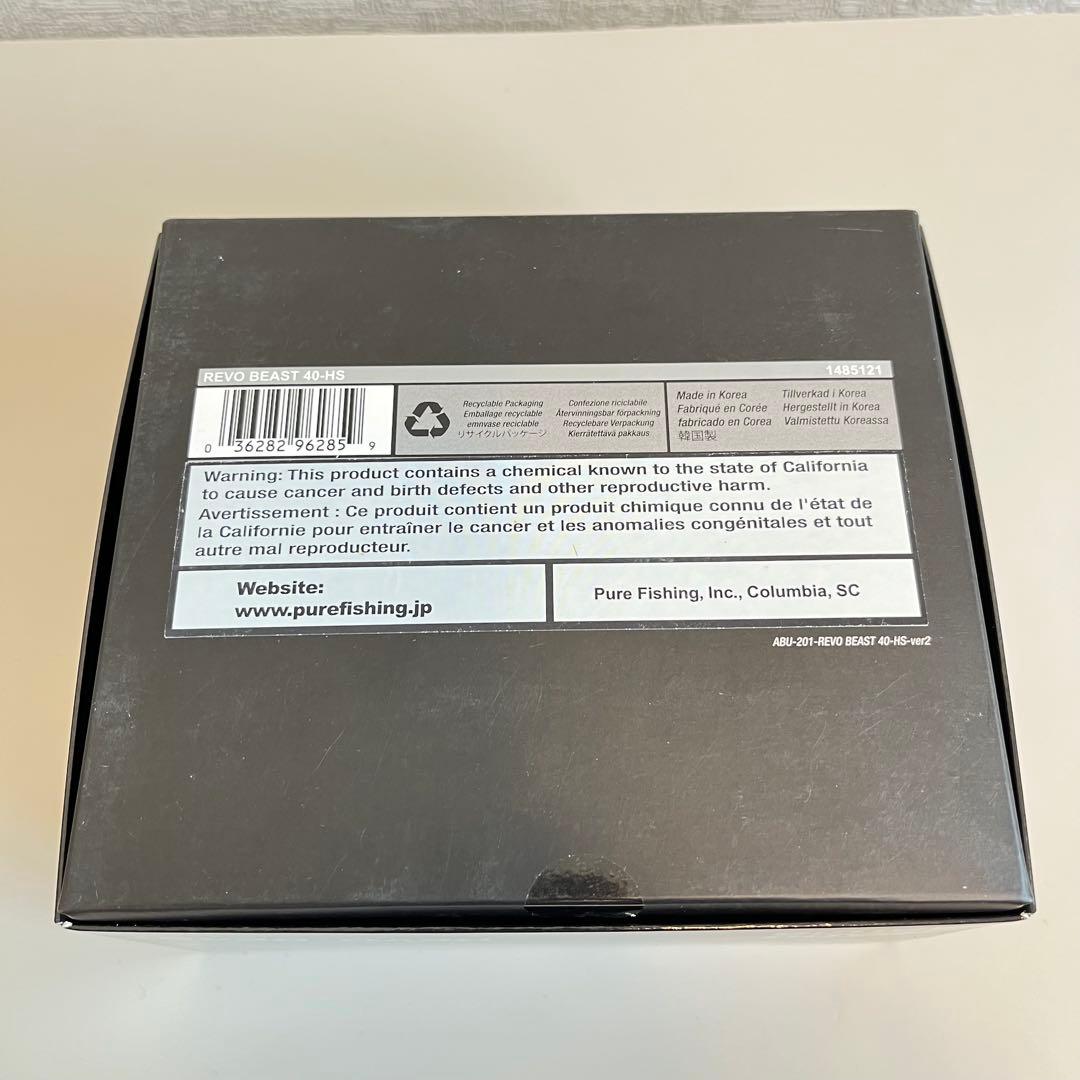 REVO BEAST 40-HS 1485121
0 36282 96285 9
Recyclable Packaging
Emballage recyclable
emnvase reciclable
リサイクルパッケージ
Confezione riciclabile
Återvinningsbar förpackning
Recyclebare Verpackung
Kierrätettävä pakkaus
Made in Korea
Fabriqué en Corée
fabricado en Corea
韓国製
Tillverkad i Korea
Hergestellt in Korea
Valmistettu Koreassa
Warning: This product contains a chemical known to the state of California
to cause cancer and birth defects and other reproductive harm.
Avertissement : Ce produit contient un produit chimique connu de l'état de
la Californie pour entraîner le cancer et les anomalies congénitales et tout
autre mal reproducteur.
Website:
www.purefishing.jp
Pure Fishing, Inc., Columbia, SC
ABU-201-REVO BEAST 40-HS-ver2